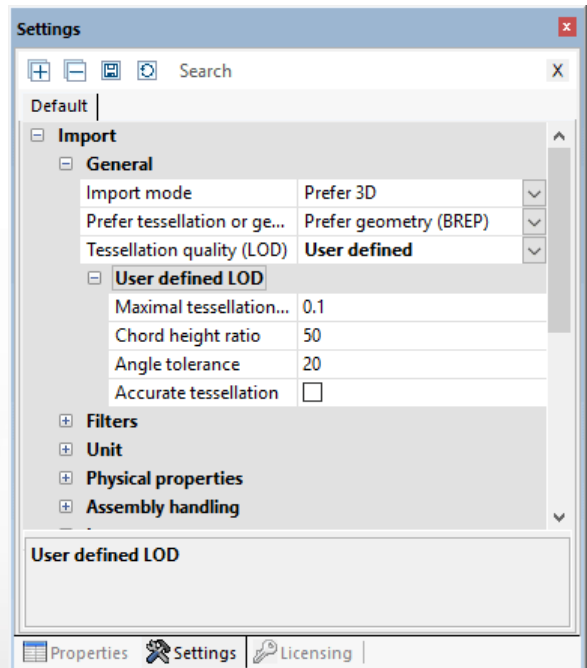 Settings
Search X
Default
Import
General
Import mode Prefer 3D
Prefer tessellation or ge... Prefer geometry (BREP)
Tessellation quality (LOD) User defined
User defined LOD
Maximal tessellation... 0.1
Chord height ratio 50
Angle tolerance 20
Accurate tessellation
Filters
Unit
Physical properties
Assembly handling
User defined LOD
Properties Settings Licensing